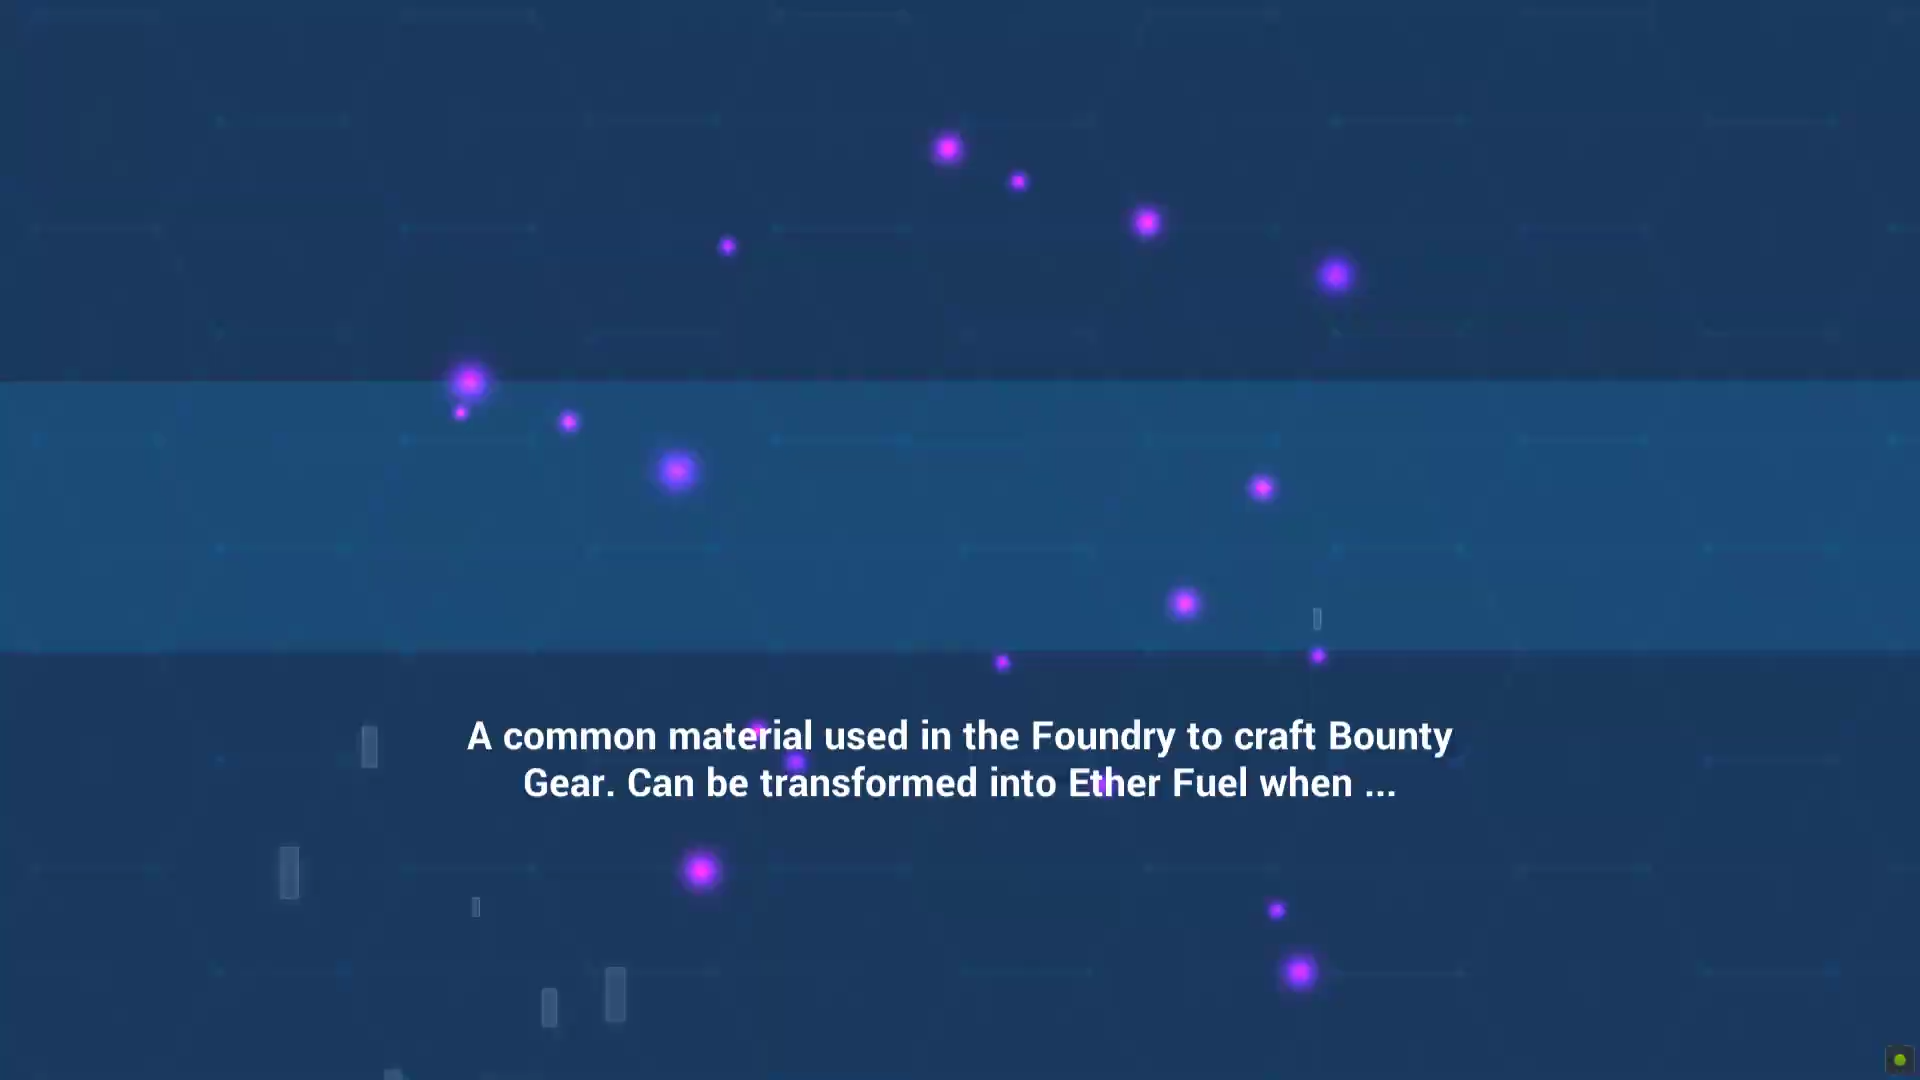 A common material used in the Foundry to craft Bounty
Gear. Can be transformed into Ether Fuel when ...